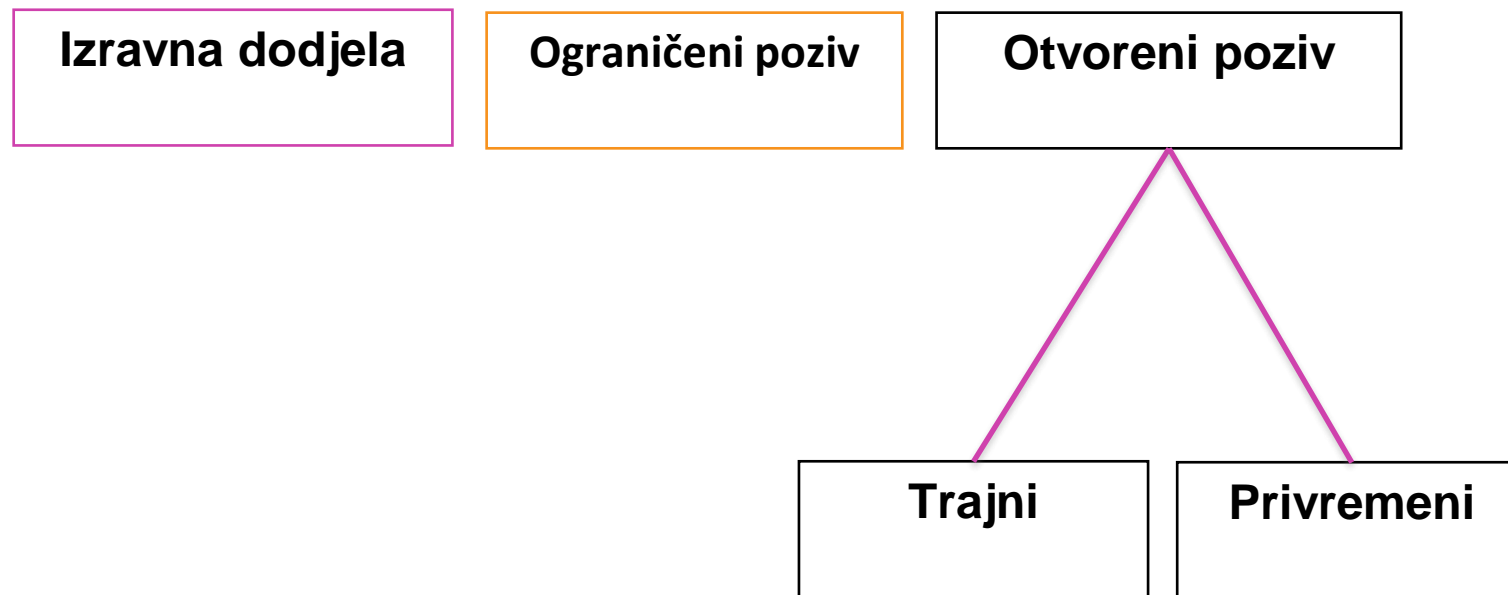 Izravna dodjela
Ograničeni poziv
Otvoreni poziv
Trajni
Privremeni